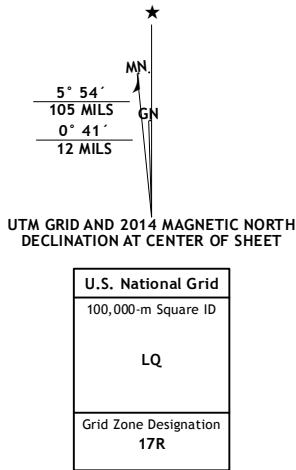 ★
MN.
5° 54´
105 MILS
GN
0° 41´
12 MILS
UTM GRID AND 2014 MAGNETIC NORTH
DECLINATION AT CENTER OF SHEET
U.S. National Grid
100,000-m Square ID
LQ
Grid Zone Designation
17R